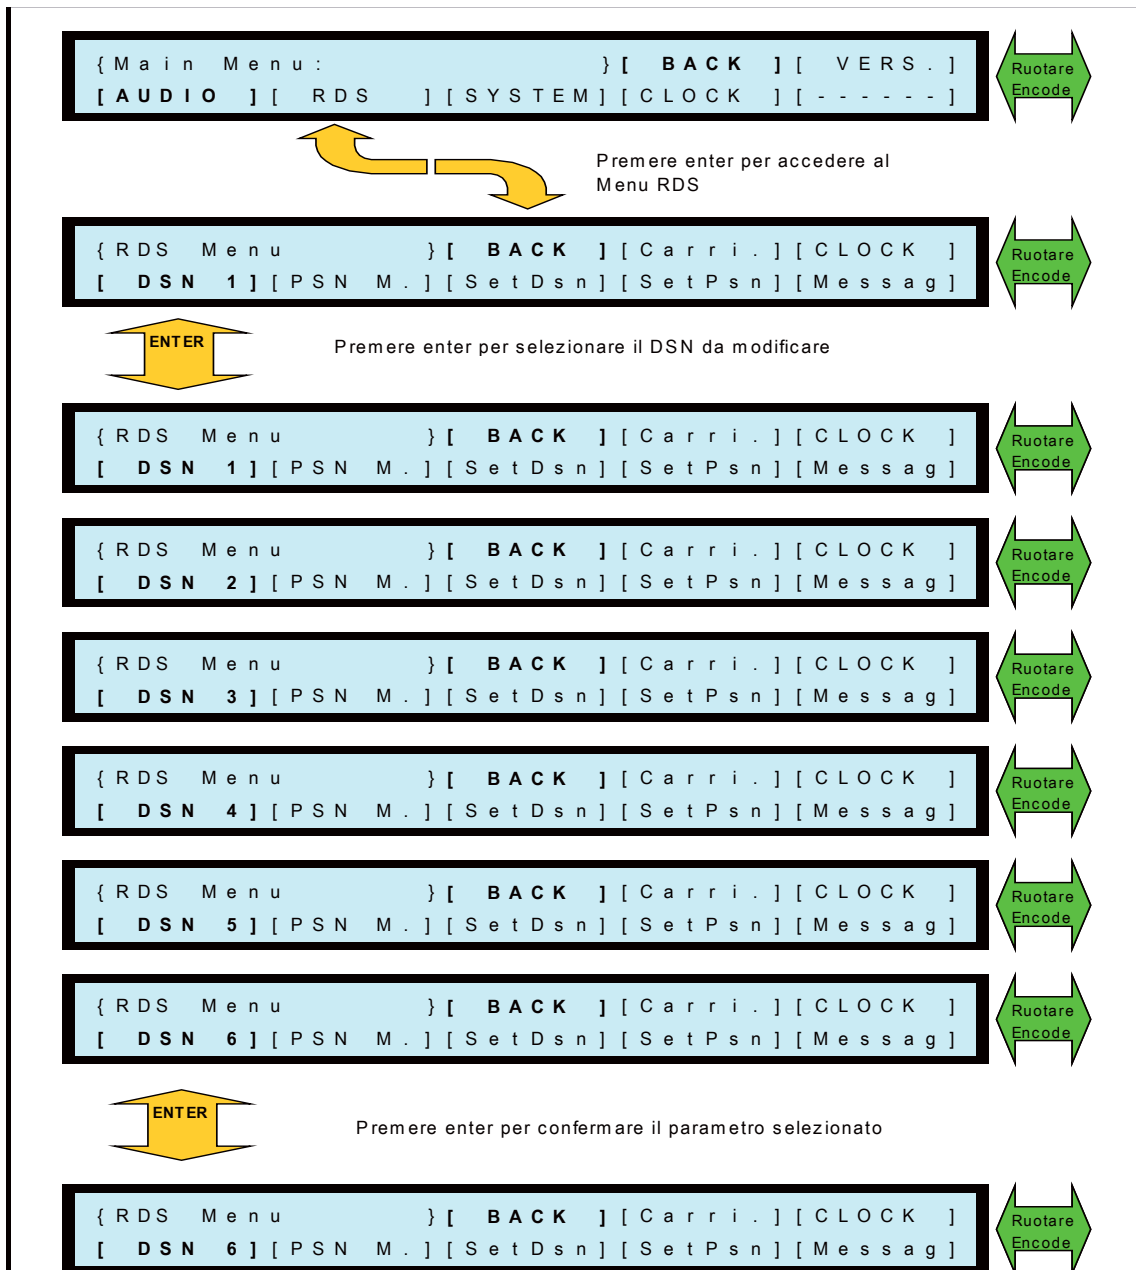 {Main Menu: }[ BACK ][ VERS.]
[AUDIO ][ RDS ][SYSTEM][CLOCK ][------]
Ruotare
Encode
Premere enter per accedere al
Menu RDS
{RDS Menu }[ BACK ][Carri.][CLOCK ]
[ DSN 1][PSN M.][SetDsn][SetPsn][Messag]
Ruotare
Encode
ENTER
Premere enter per selezionare il DSN da modificare
{RDS Menu }[ BACK ][Carri.][CLOCK ]
[ DSN 1][PSN M.][SetDsn][SetPsn][Messag]
Ruotare
Encode
{RDS Menu }[ BACK ][Carri.][CLOCK ]
[ DSN 2][PSN M.][SetDsn][SetPsn][Messag]
Ruotare
Encode
{RDS Menu }[ BACK ][Carri.][CLOCK ]
[ DSN 3][PSN M.][SetDsn][SetPsn][Messag]
Ruotare
Encode
{RDS Menu }[ BACK ][Carri.][CLOCK ]
[ DSN 4][PSN M.][SetDsn][SetPsn][Messag]
Ruotare
Encode
{RDS Menu }[ BACK ][Carri.][CLOCK ]
[ DSN 5][PSN M.][SetDsn][SetPsn][Messag]
Ruotare
Encode
{RDS Menu }[ BACK ][Carri.][CLOCK ]
[ DSN 6][PSN M.][SetDsn][SetPsn][Messag]
Ruotare
Encode
ENTER
Premere enter per confermare il parametro selezionato
{RDS Menu }[ BACK ][Carri.][CLOCK ]
[ DSN 6][PSN M.][SetDsn][SetPsn][Messag]
Ruotare
Encode